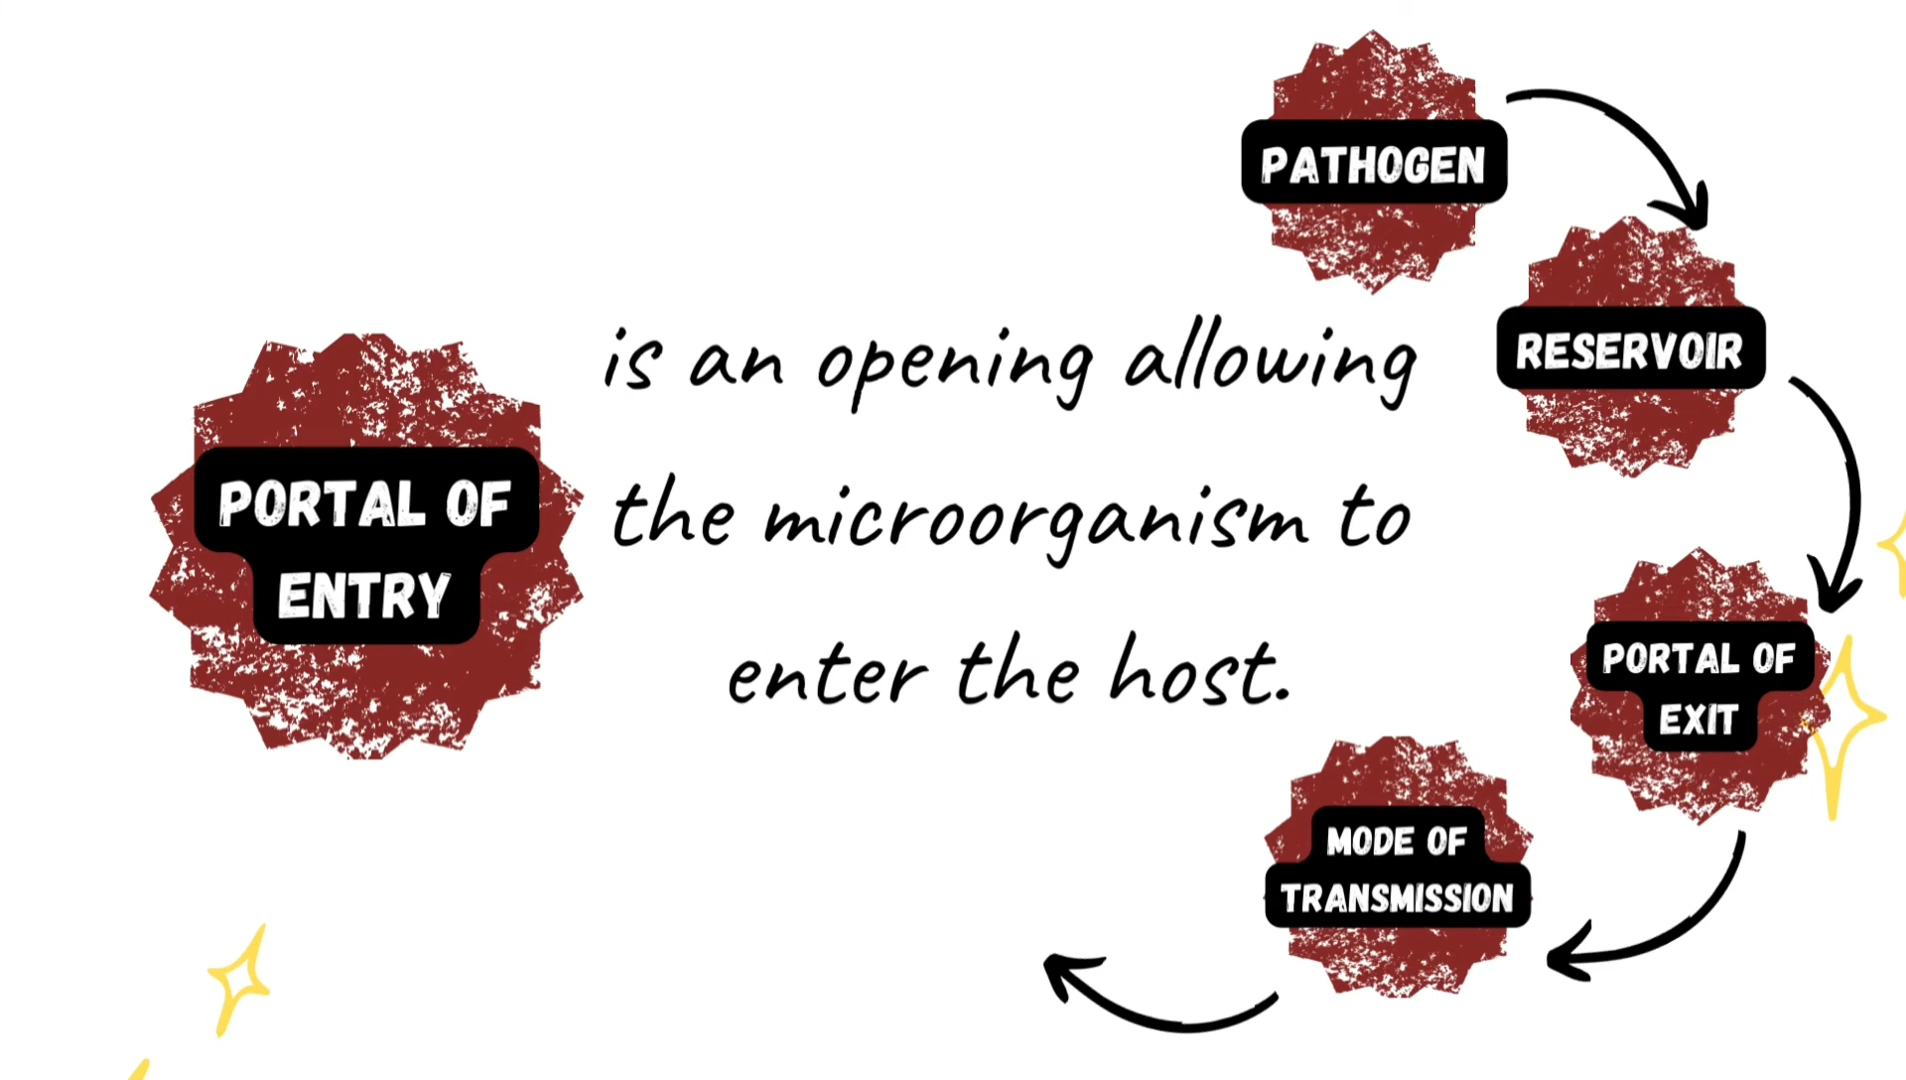 PORTAL OF
ENTRY
is an opening allowing
the microorganism to
enter the host.
PATHOGEN
RESERVOIR
PORTAL OF
EXIT
MODE OF
TRANSMISSION